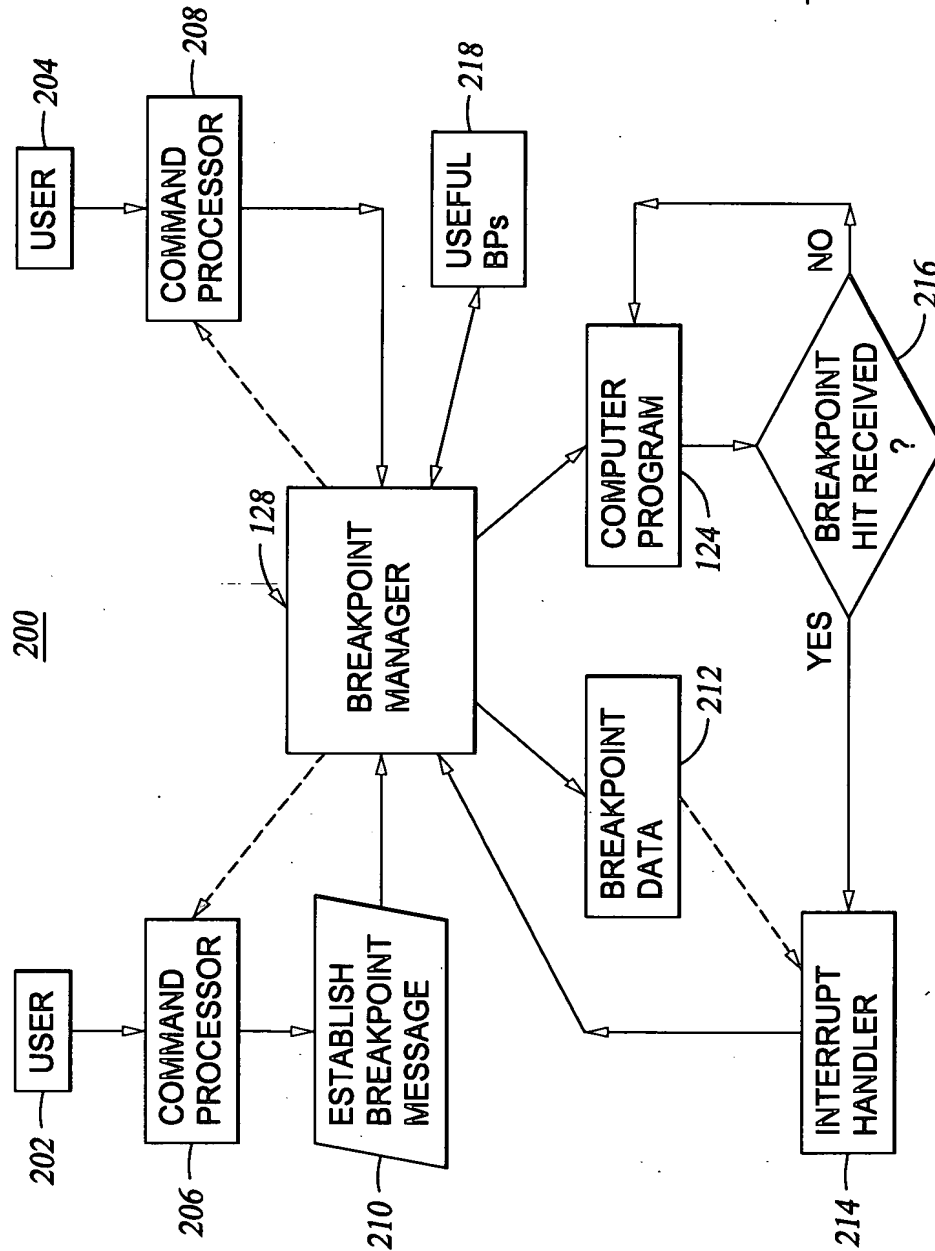 200
202
USER
204
USER
206
COMMAND
PROCESSOR
208
COMMAND
PROCESSOR
210
ESTABLISH
BREAKPOINT
MESSAGE
128
BREAKPOINT
MANAGER
218
USEFUL
BPs
212
BREAKPOINT
DATA
124
COMPUTER
PROGRAM
214
INTERRUPT
HANDLER
YES
216
BREAKPOINT
HIT RECEIVED
?
NO